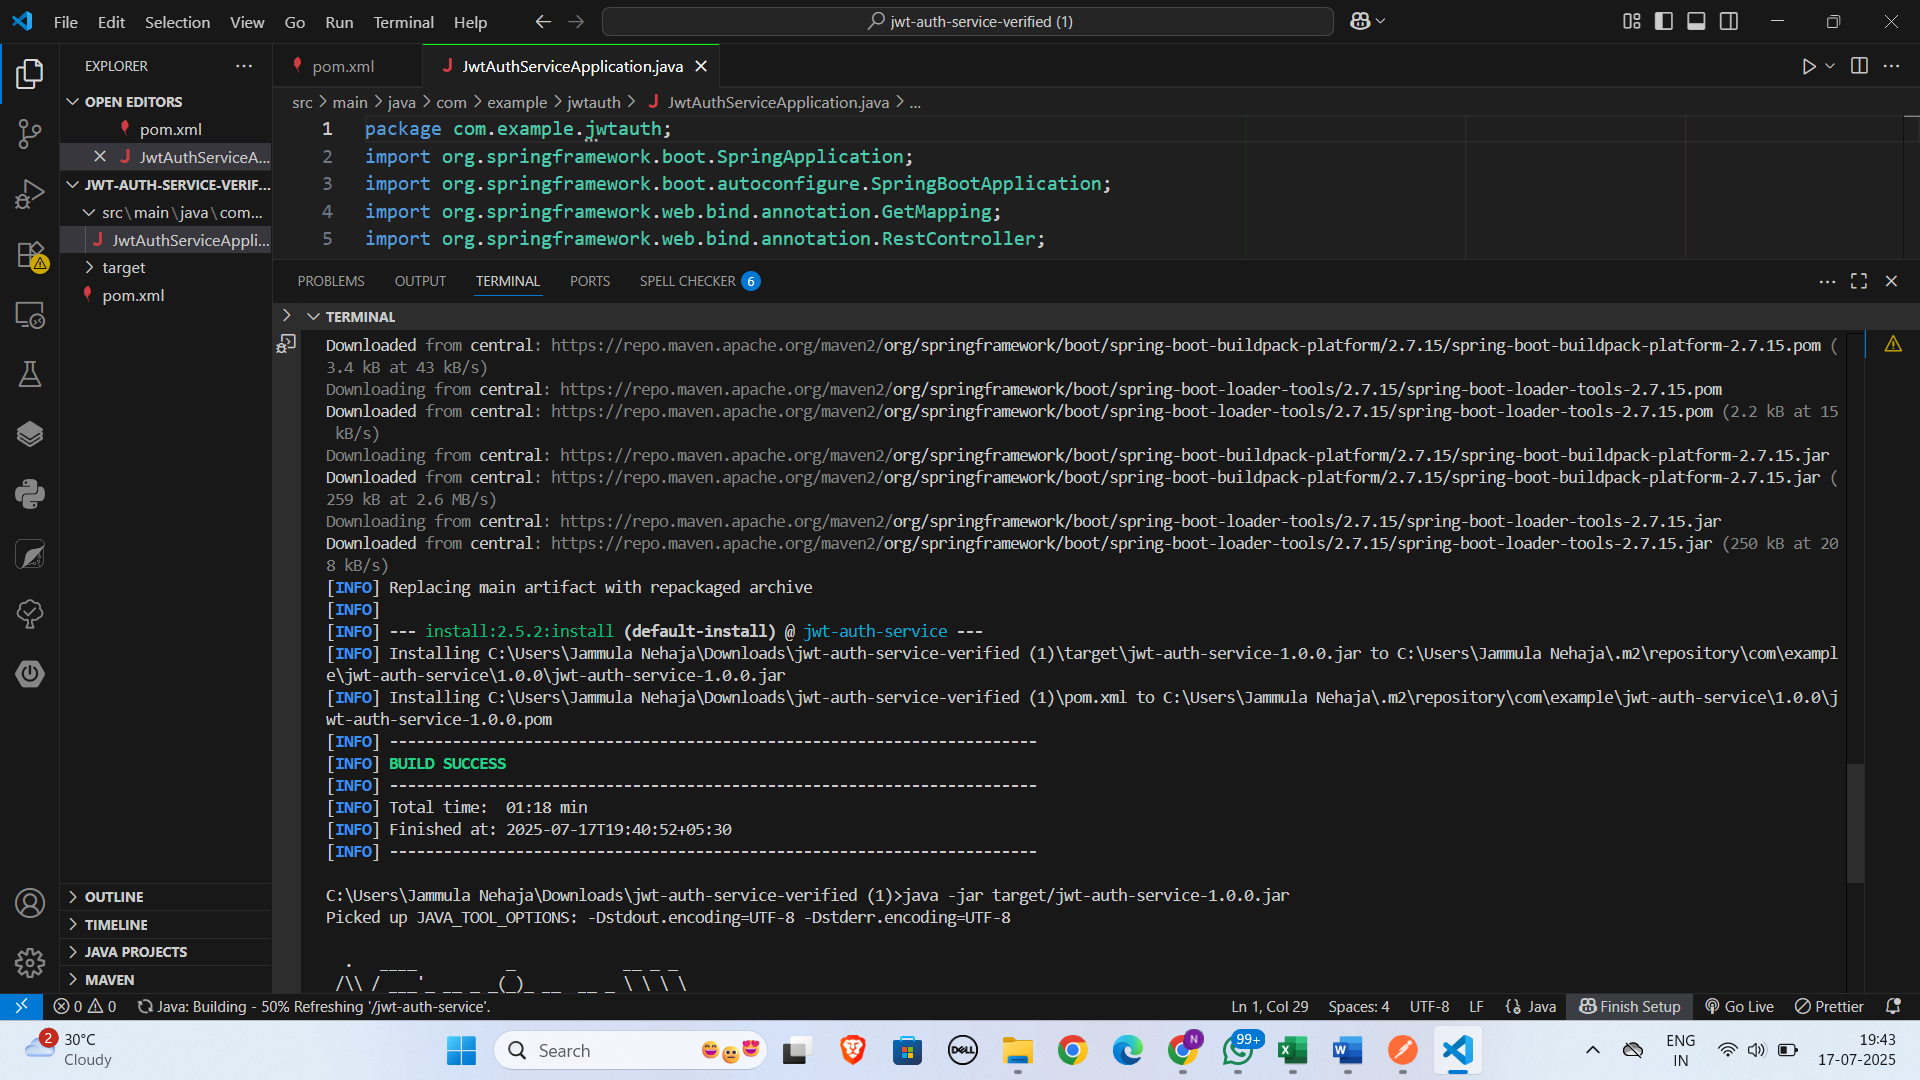 File Edit Selection View Go Run Terminal Help
jwt-auth-service-verified (1)
EXPLORER
OPEN EDITORS
pom.xml
JwtAuthServiceA...
JWT-AUTH-SERVICE-VERIF...
src\main\java\com...
JwtAuthServiceAppli...
target
pom.xml
OUTLINE
TIMELINE
JAVA PROJECTS
MAVEN
pom.xml
JwtAuthServiceApplication.java
src > main > java > com > example > jwtauth > JwtAuthServiceApplication.java > ...
1 package com.example.jwtauth;
2 import org.springframework.boot.SpringApplication;
3 import org.springframework.boot.autoconfigure.SpringBootApplication;
4 import org.springframework.web.bind.annotation.GetMapping;
5 import org.springframework.web.bind.annotation.RestController;
PROBLEMS OUTPUT TERMINAL PORTS SPELL CHECKER 6
TERMINAL
Downloaded from central: https://repo.maven.apache.org/maven2/org/springframework/boot/spring-boot-buildpack-platform/2.7.15/spring-boot-buildpack-platform-2.7.15.pom (
3.4 kB at 43 kB/s)
Downloading from central: https://repo.maven.apache.org/maven2/org/springframework/boot/spring-boot-loader-tools/2.7.15/spring-boot-loader-tools-2.7.15.pom
Downloaded from central: https://repo.maven.apache.org/maven2/org/springframework/boot/spring-boot-loader-tools/2.7.15/spring-boot-loader-tools-2.7.15.pom (2.2 kB at 15
kB/s)
Downloading from central: https://repo.maven.apache.org/maven2/org/springframework/boot/spring-boot-buildpack-platform/2.7.15/spring-boot-buildpack-platform-2.7.15.jar
Downloaded from central: https://repo.maven.apache.org/maven2/org/springframework/boot/spring-boot-buildpack-platform/2.7.15/spring-boot-buildpack-platform-2.7.15.jar (
259 kB at 2.6 MB/s)
Downloading from central: https://repo.maven.apache.org/maven2/org/springframework/boot/spring-boot-loader-tools/2.7.15/spring-boot-loader-tools-2.7.15.jar
Downloaded from central: https://repo.maven.apache.org/maven2/org/springframework/boot/spring-boot-loader-tools/2.7.15/spring-boot-loader-tools-2.7.15.jar (250 kB at 20
8 kB/s)
[INFO] Replacing main artifact with repackaged archive
[INFO]
[INFO] --- install:2.5.2:install (default-install) @ jwt-auth-service ---
[INFO] Installing C:\Users\Jammula Nehaja\Downloads\jwt-auth-service-verified (1)\target\jwt-auth-service-1.0.0.jar to C:\Users\Jammula Nehaja\.m2\repository\com\exampl
e\jwt-auth-service\1.0.0\jwt-auth-service-1.0.0.jar
[INFO] Installing C:\Users\Jammula Nehaja\Downloads\jwt-auth-service-verified (1)\pom.xml to C:\Users\Jammula Nehaja\.m2\repository\com\example\jwt-auth-service\1.0.0\j
wt-auth-service-1.0.0.pom
[INFO] ------------------------------------------------------------------------
[INFO] BUILD SUCCESS
[INFO] ------------------------------------------------------------------------
[INFO] Total time:  01:18 min
[INFO] Finished at: 2025-07-17T19:40:52+05:30
[INFO] ------------------------------------------------------------------------
C:\Users\Jammula Nehaja\Downloads\jwt-auth-service-verified (1)>java -jar target/jwt-auth-service-1.0.0.jar
Picked up JAVA_TOOL_OPTIONS: -Dstdout.encoding=UTF-8 -Dstderr.encoding=UTF-8
  .   ____          _            __ _ _
 /\\ / ___'_ __ _ _(_)_ __  __ _ \ \ \ \
0 0 Java: Building - 50% Refreshing '/jwt-auth-service'. Ln 1, Col 29 Spaces: 4 UTF-8 LF {} Java Finish Setup Go Live Prettier
2 30°C
Cloudy
Search
DELL
N
99+
ENG
IN
19:43
17-07-2025